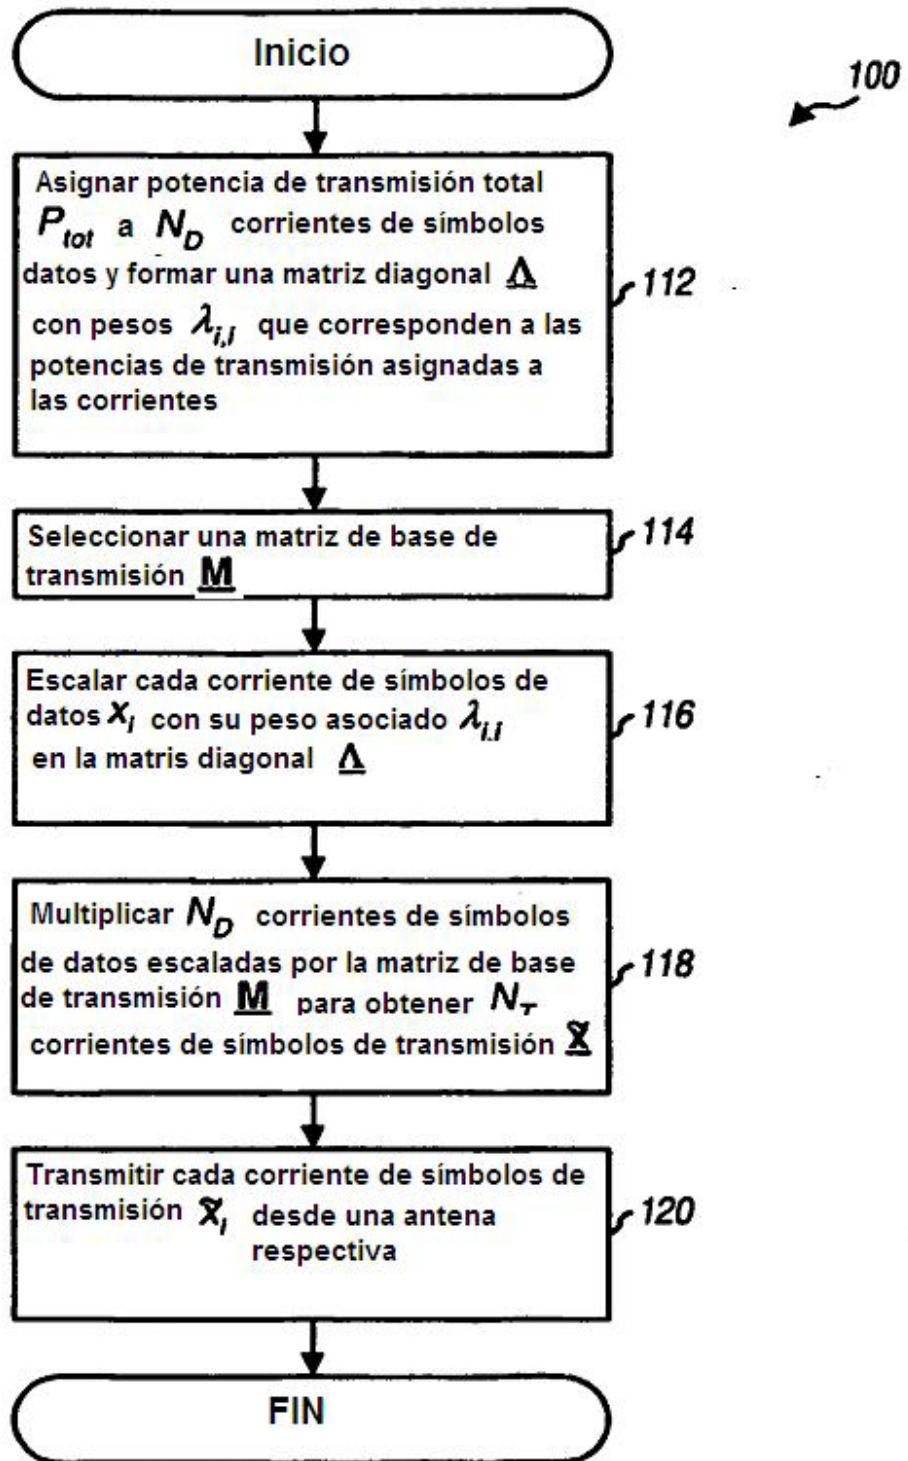 Inicio
100
Asignar potencia de transmisión total
P_tot a N_D corrientes de símbolos
datos y formar una matriz diagonal Λ
con pesos λ_i,i que corresponden a las
potencias de transmisión asignadas a
las corrientes
112
Seleccionar una matriz de base de
transmisión M
114
Escalar cada corriente de símbolos de
datos x_i con su peso asociado λ_i,i
en la matris diagonal Λ
116
Multiplicar N_D corrientes de símbolos
de datos escaladas por la matriz de base
de transmisión M para obtener N_T
corrientes de símbolos de transmisión x̃
118
Transmitir cada corriente de símbolos de
transmisión x̃_i desde una antena
respectiva
120
FIN